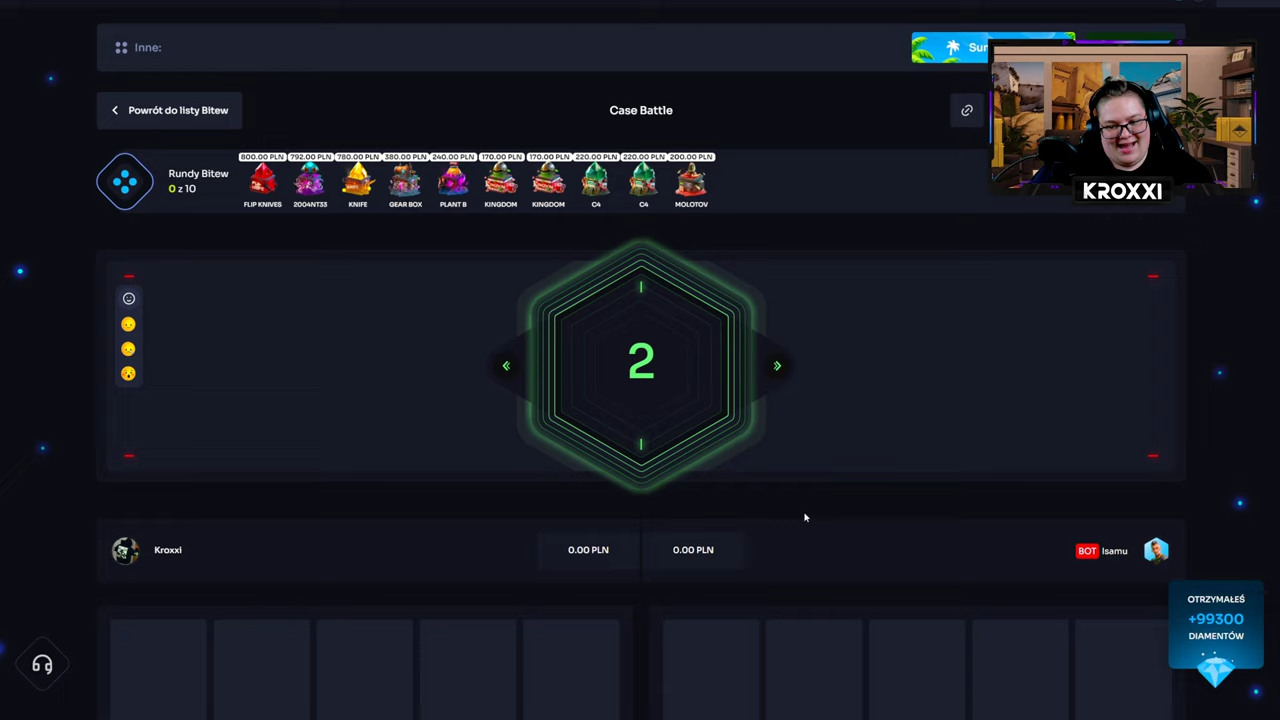 Inne:
Powrót do listy Bitew
Case Battle
KROXXI
Rundy Bitew
0 z 10
800.00 PLN 792.00 PLN 780.00 PLN 380.00 PLN 240.00 PLN 170.00 PLN 170.00 PLN 220.00 PLN 220.00 PLN 200.00 PLN
FLIP KNIVES 2004NT33 KNIFE GEAR BOX PLANT B KINGDOM KINGDOM C4 C4 MOLOTOV
2
Kroxxi
0.00 PLN
0.00 PLN
BOT Isamu
OTRZYMAŁEŚ
+99300
DIAMENTÓW